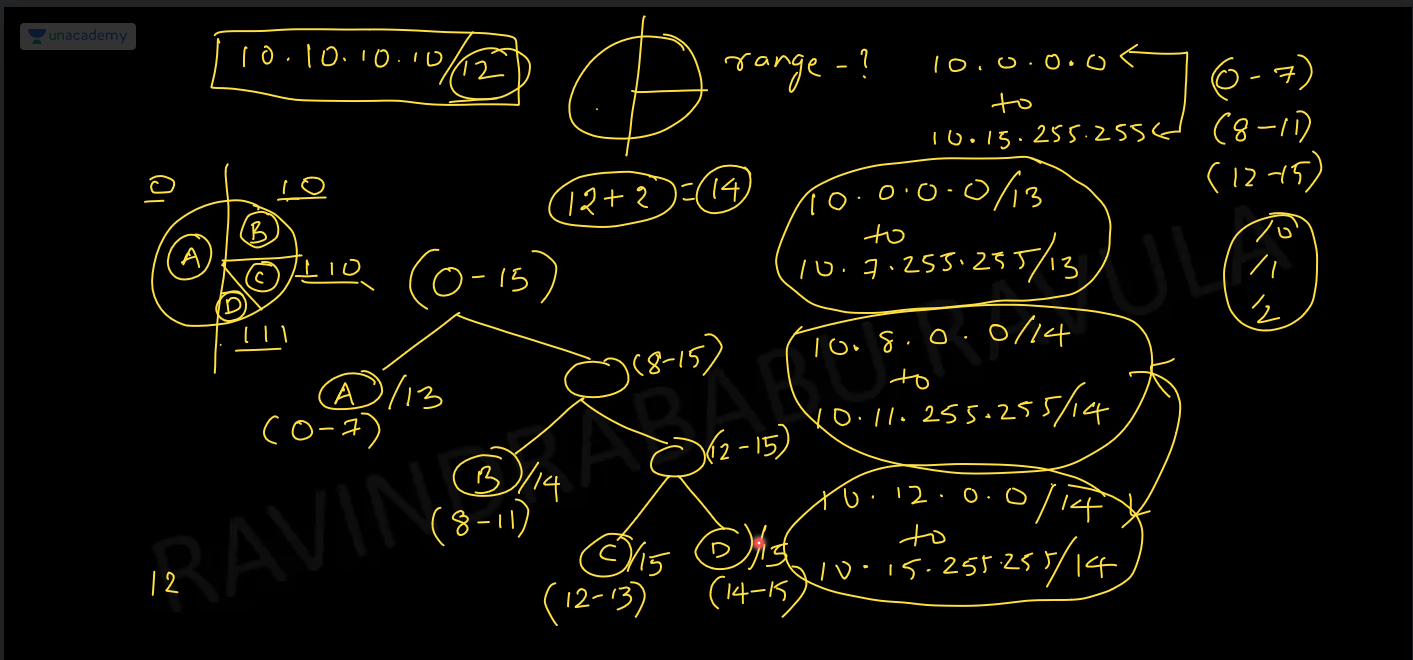 unacademy
10.10.10.10/12
range - ?
10.0.0.0
to
10.15.255.255
(0-7)
(8-11)
(12-15)
12+2 = 14
0
10
A
B
C
110
D
111
(0-15)
A /13
(0-7)
(8-15)
B /14
(8-11)
(12-15)
C /15
(12-13)
D /15
(14-15)
10.0.0.0/13
to
10.7.255.255/13
10.8.0.0/14
to
10.11.255.255/14
10.12.0.0/14
to
10.15.255.255/14
/0
/1
/2
12
RAVINDRABABU RAVULA